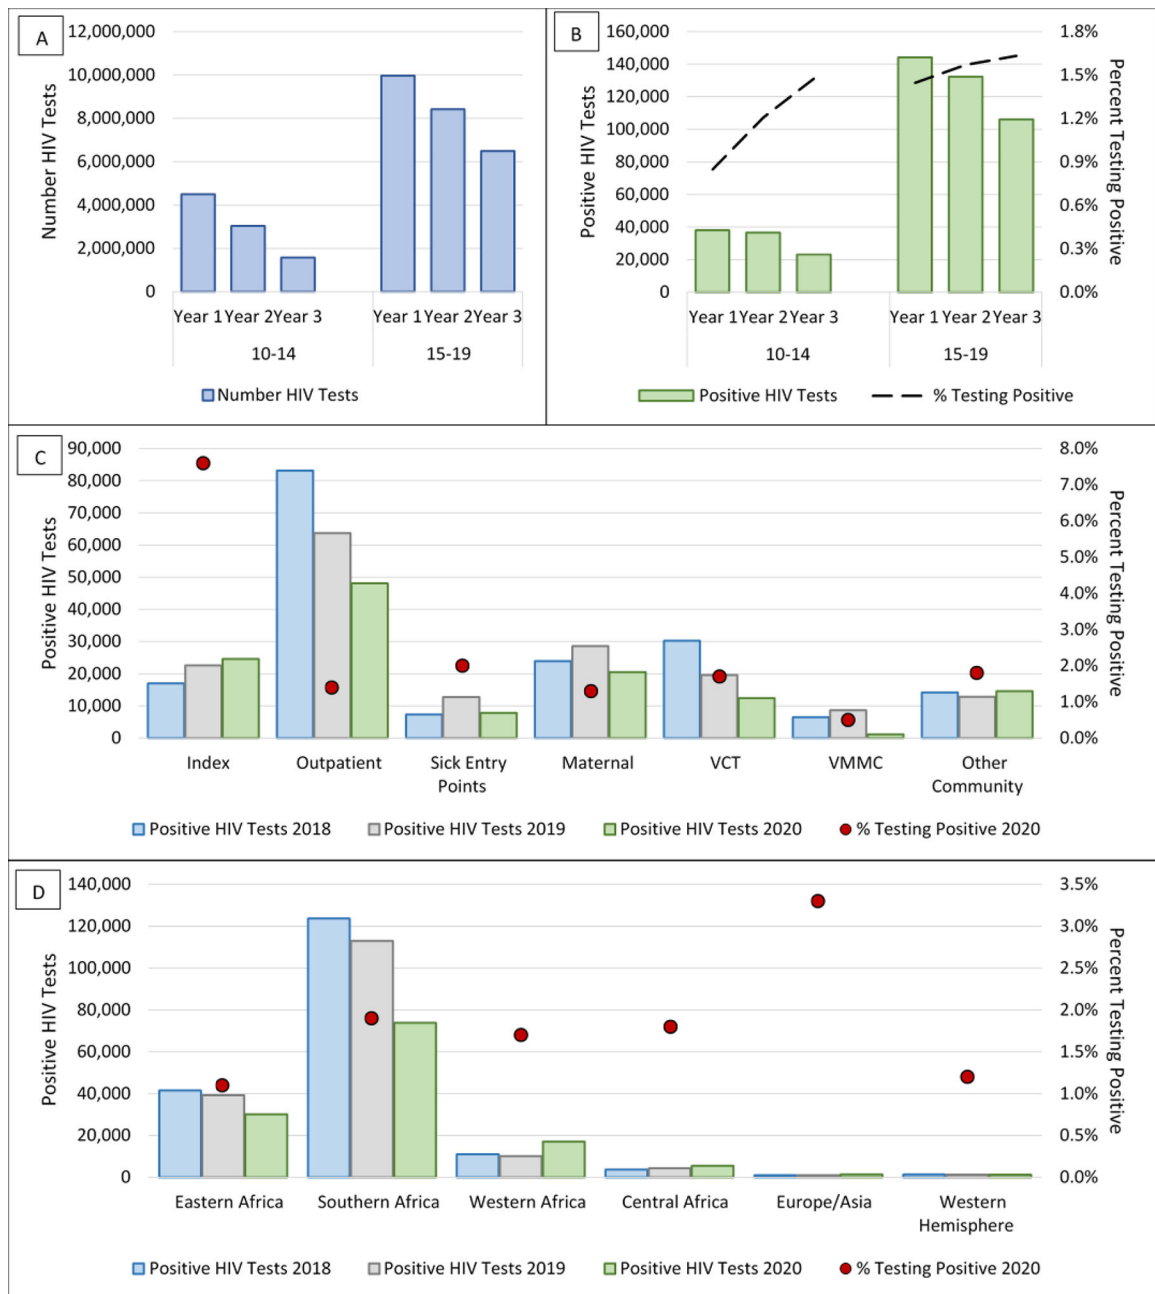 A
Number HIV Tests
12,000,000
10,000,000
8,000,000
6,000,000
4,000,000
2,000,000
0
Year 1 Year 2 Year 3 Year 1 Year 2 Year 3
10-14 15-19
Number HIV Tests
B
Positive HIV Tests
160,000
140,000
120,000
100,000
80,000
60,000
40,000
20,000
0
1.8%
1.5%
1.2%
0.9%
0.6%
0.3%
0.0%
Percent Testing Positive
Year 1 Year 2 Year 3 Year 1 Year 2 Year 3
10-14 15-19
Positive HIV Tests % Testing Positive
C
Positive HIV Tests
90,000
80,000
70,000
60,000
50,000
40,000
30,000
20,000
10,000
0
8.0%
7.0%
6.0%
5.0%
4.0%
3.0%
2.0%
1.0%
0.0%
Percent Testing Positive
Index Outpatient Sick Entry Maternal VCT VMMC Other
Points Community
Positive HIV Tests 2018 Positive HIV Tests 2019 Positive HIV Tests 2020 % Testing Positive 2020
D
Positive HIV Tests
140,000
120,000
100,000
80,000
60,000
40,000
20,000
0
3.5%
3.0%
2.5%
2.0%
1.5%
1.0%
0.5%
0.0%
Percent Testing Positive
Eastern Africa Southern Africa Western Africa Central Africa Europe/Asia Western
Hemisphere
Positive HIV Tests 2018 Positive HIV Tests 2019 Positive HIV Tests 2020 % Testing Positive 2020